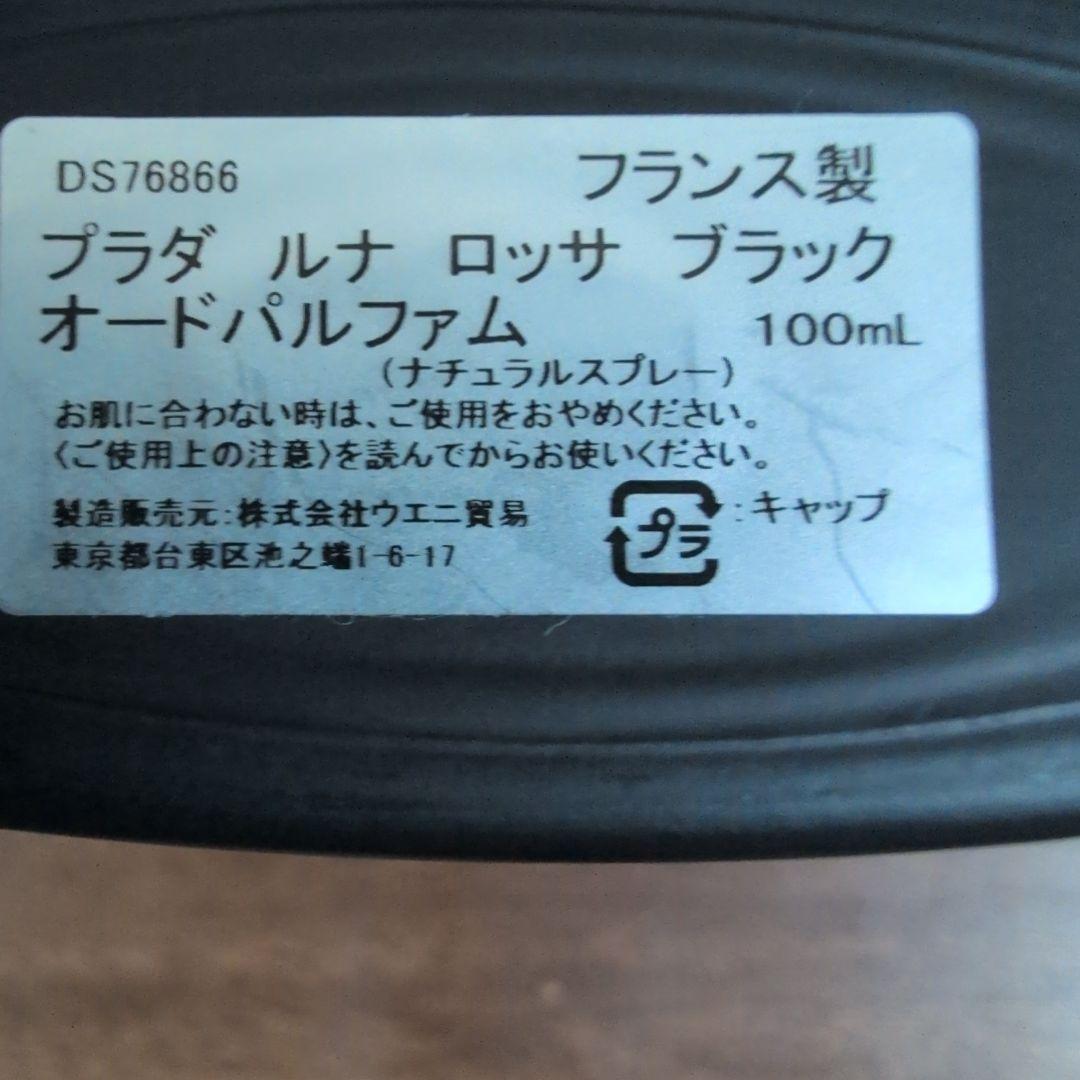 DS76866 フランス製
プラダ ルナ ロッサ ブラック
オードパルファム 100mL
(ナチュラルスプレー)
お肌に合わない時は、ご使用をおやめください。
〈ご使用上の注意〉を読んでからお使いください。
製造販売元:株式会社ウエニ貿易
東京都台東区池之端1-6-17
プラ :キャップ